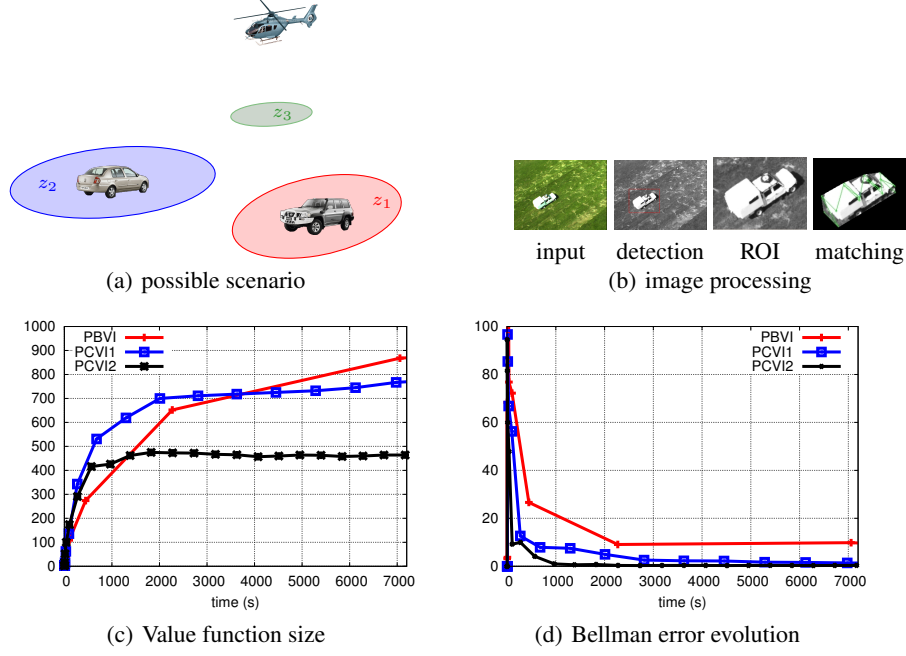 z3
z2
z1
input detection ROI matching
(a) possible scenario
(b) image processing
1000
900
800
700
600
500
400
300
200
100
0
PBVI
PCVI1
PCVI2
0 1000 2000 3000 4000 5000 6000 7000
time (s)
(c) Value function size
100
80
60
40
20
0
PBVI
PCVI1
PCVI2
0 1000 2000 3000 4000 5000 6000 7000
time (s)
(d) Bellman error evolution